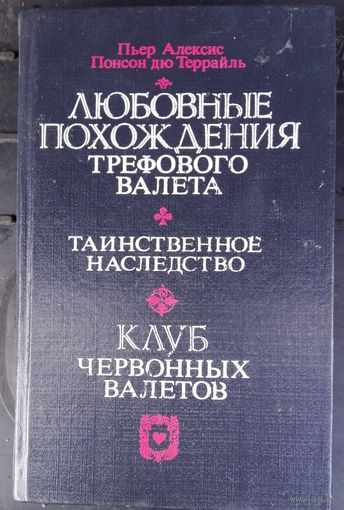 Пьер Алексис
Понсон дю Террайль
ЛЮБОВНЫЕ
ПОХОЖДЕНИЯ
ТРЕФОВОГО
ВАЛЕТА
ТАИНСТВЕННОЕ
НАСЛЕДСТВО
КЛУБ
ЧЕРВОННЫХ
ВАЛЕТОВ